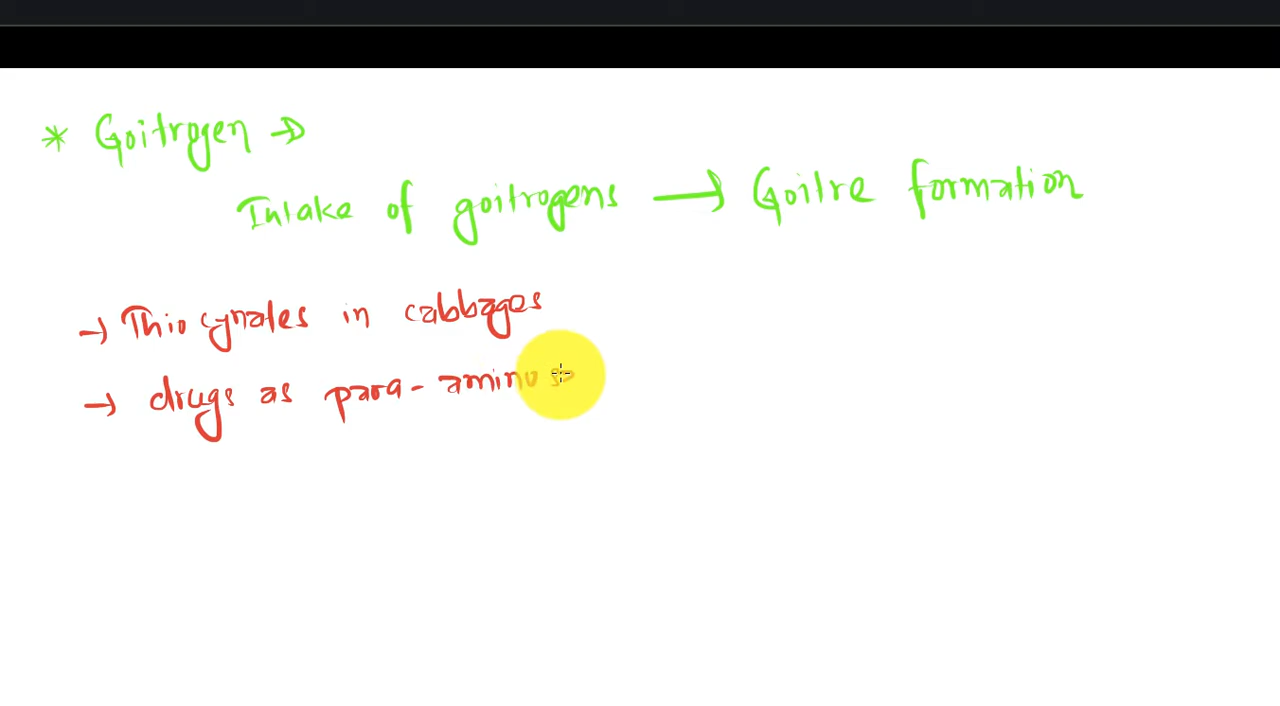 * Goitrogen →
Intake of goitrogens → Goitre formation
→ Thiocynates in cabbages
→ drugs as para-amino s